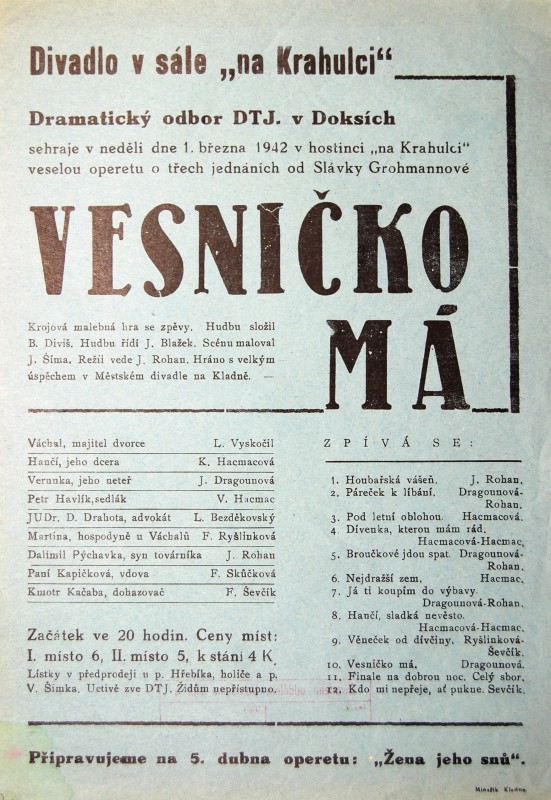 Divadlo v sále „na Krahulci“
Dramatický odbor DTJ. v Doksích
sehraje v neděli dne 1. března 1942 v hostinci „na Krahulci“
veselou operetu o třech jednáních od Slávky Grohmannové
VESNIČKO
MÁ
Krojová malebná hra se zpěvy. Hudbu složil
B. Diviš. Hudbu řídí J. Blažek. Scénu maloval
J. Šíma. Režii vede J. Rohan. Hráno s velkým
úspěchem v Městském divadle na Kladně. —
Váchal, majitel dvorce L. Vyskočil
Hančí, jeho dcera K. Hacmacová
Verunka, jeho neteř J. Dragounová
Petr Havlík, sedlák V. Hacmac
JUDr. D. Drahota, advokát L. Bezděkovský
Martina, hospodyně u Váchalů F. Ryšlinková
Dalimil Pýchavka, syn továrníka J. Rohan
Paní Kapičková, vdova F. Skůčková
Kmotr Kačaba, dohazovač F. Ševčík
Začátek ve 20 hodin. Ceny míst:
I. místo 6, II. místo 5, k stání 4 K.
Lístky v předprodeji u p. Hřebíka, holiče a p.
V. Šímka. Uctivě zve DTJ. Židům nepřístupno.
ZPÍVÁ SE:
1. Houbařská vášeň. J. Rohan.
2. Páreček k líbání. Dragounová-
Rohan.
3. Pod letní oblohou. Hacmacová.
4. Dívenka, kterou mám rád.
Hacmacová-Hacmac.
5. Broučkové jdou spat. Dragounová-
Rohan.
6. Nejdražší zem. Hacmac.
7. Já ti koupím do výbavy.
Dragounová-Rohan.
8. Hančí, sladká nevěsto.
Hacmacová-Hacmac.
9. Věneček od dívčiny. Ryšlinková-
Ševčík.
10. Vesničko má. Dragounová.
11. Finale na dobrou noc. Celý sbor.
12. Kdo mi nepřeje, ať pukne. Ševčík.
Připravujeme na 5. dubna operetu: „Žena jeho snů“.
Minařík Kladno